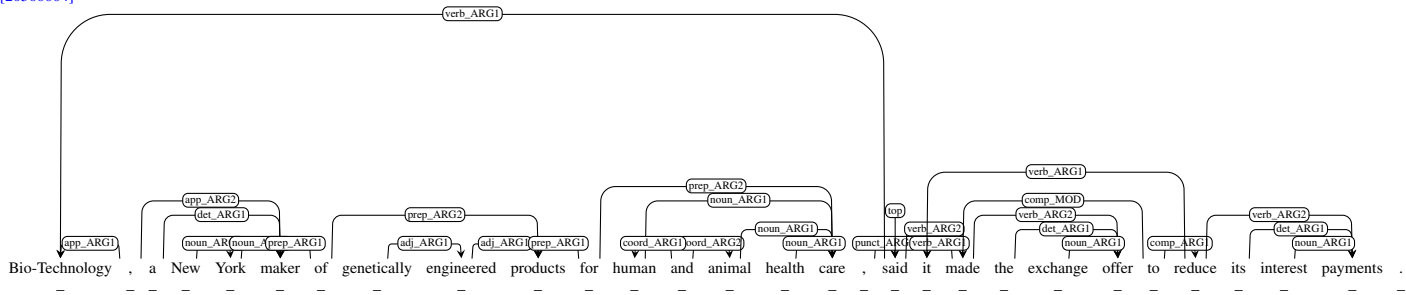 verb_ARG1
verb_ARG1
prep_ARG2
app_ARG2 noun_ARG1 comp_MOD
det_ARG1 prep_ARG2 top verb_ARG2 verb_ARG2
noun_ARG1 verb_ARG2 det_ARG1 det_ARG1
app_ARG1 prep_ARG1 adj_ARG1 adj_ARG1 prep_ARG1 coord_ARG1 noun_ARG1 verb_ARG1 noun_ARG1 comp_ARG1 noun_ARG1
Bio-Technology , a New York maker of genetically engineered products for human and animal health care , said it made the exchange offer to reduce its interest payments .